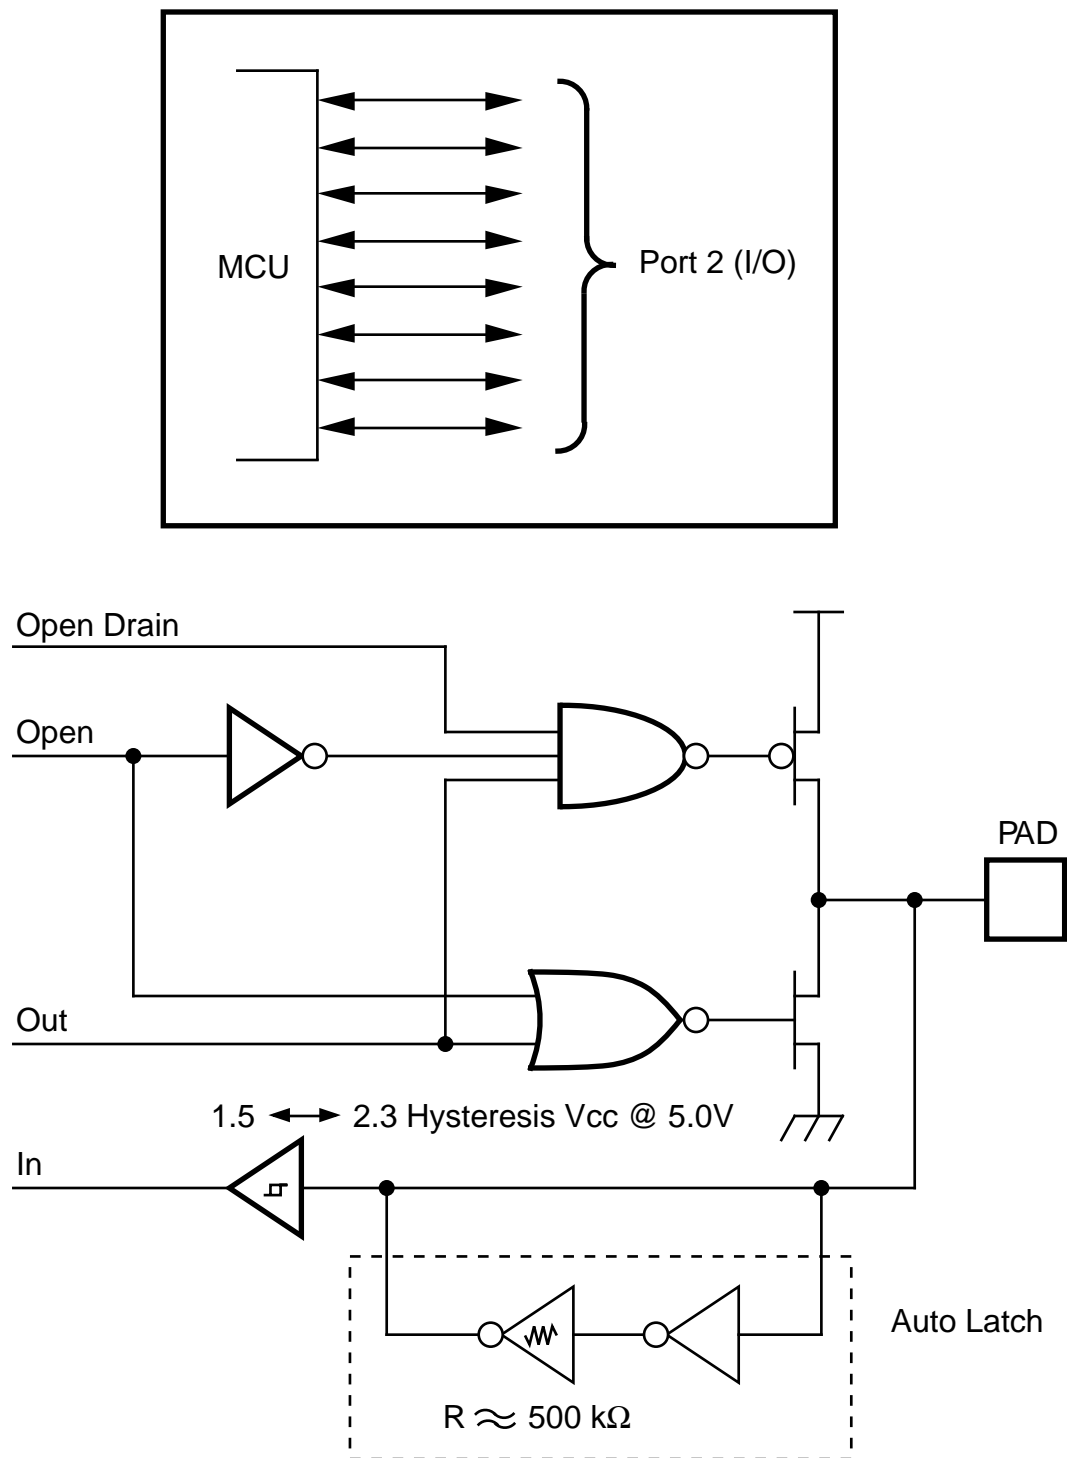 MCU
Port 2 (I/O)
Open Drain
Open
PAD
Out
1.5 ↔ 2.3 Hysteresis Vcc @ 5.0V
In
Auto Latch
R ≈ 500 kΩ